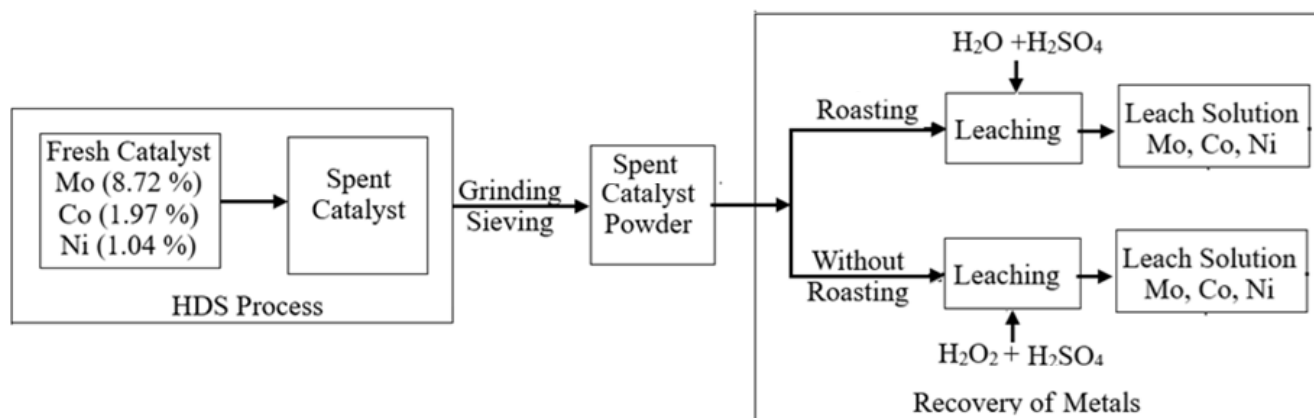 Fresh Catalyst
Mo (8.72 %)
Co (1.97 %)
Ni (1.04 %)
Spent
Catalyst
HDS Process
Grinding
Sieving
Spent
Catalyst
Powder
Roasting
H₂O +H₂SO₄
Leaching
Leach Solution
Mo, Co, Ni
Without
Roasting
Leaching
H₂O₂ + H₂SO₄
Leach Solution
Mo, Co, Ni
Recovery of Metals